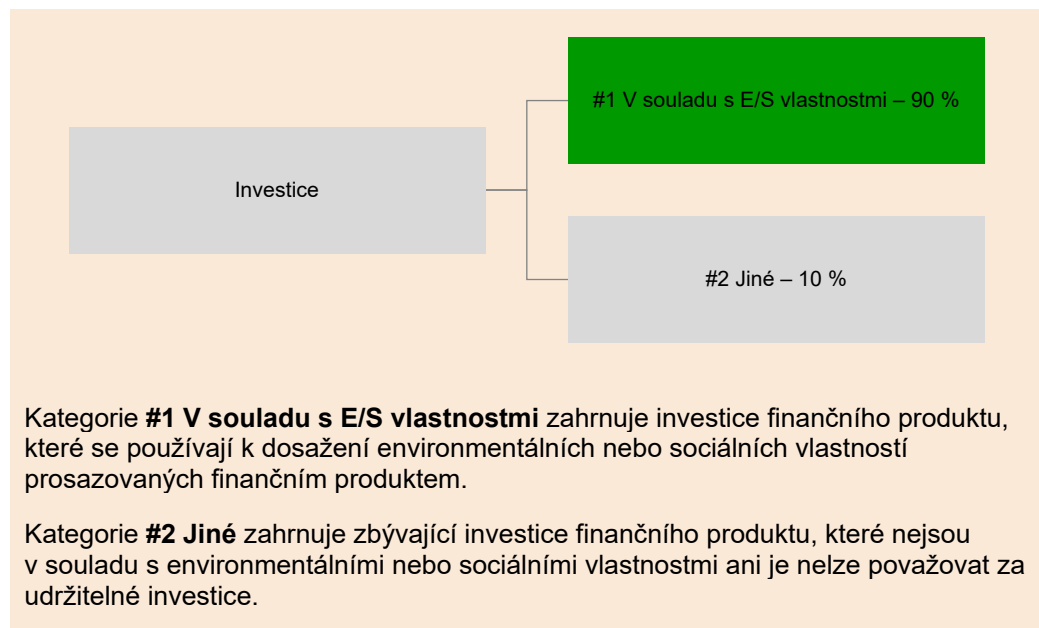 #1 V souladu s E/S vlastnostmi – 90 %
Investice
#2 Jiné – 10 %
Kategorie #1 V souladu s E/S vlastnostmi zahrnuje investice finančního produktu,
které se používají k dosažení environmentálních nebo sociálních vlastností
prosazovaných finančním produktem.
Kategorie #2 Jiné zahrnuje zbývající investice finančního produktu, které nejsou
v souladu s environmentálními nebo sociálními vlastnostmi ani je nelze považovat za
udržitelné investice.